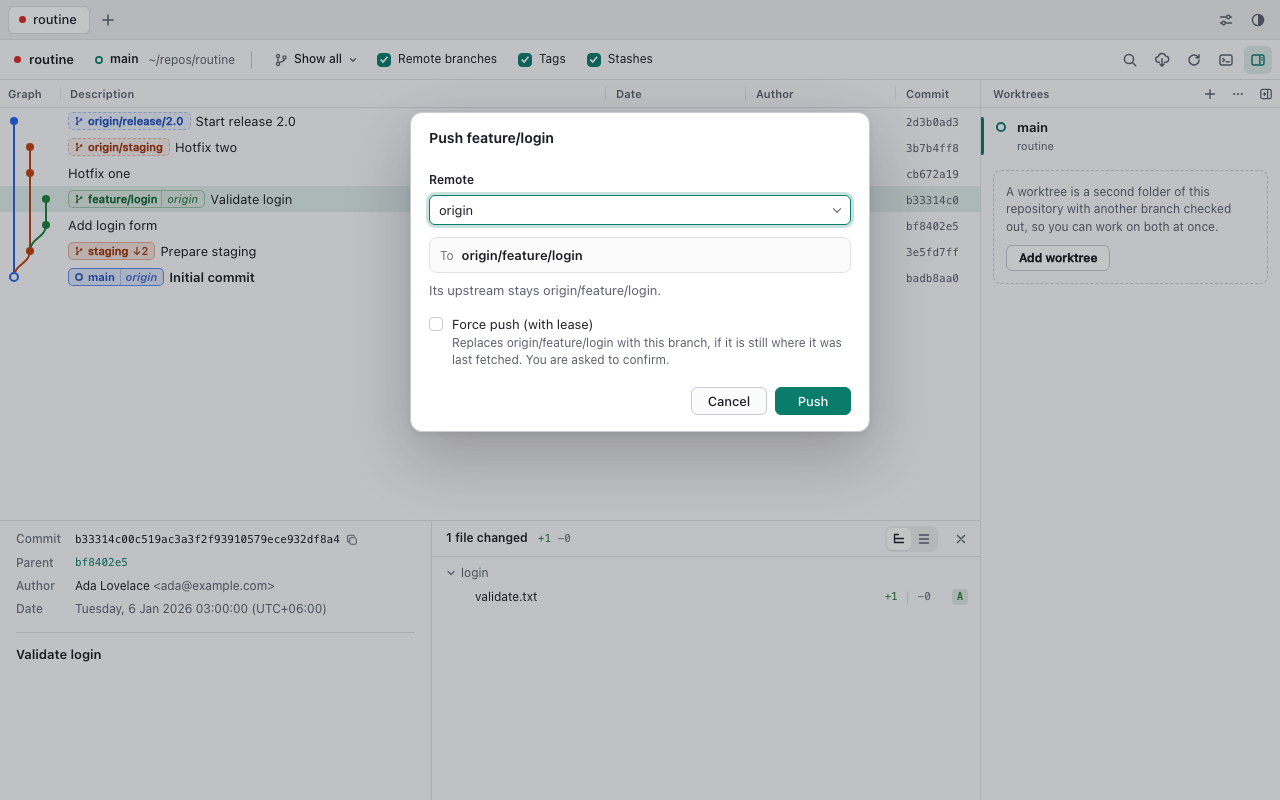 routine
routine
main
~/repos/routine
Show all
Remote branches
Tags
Stashes
Graph
Description
Date
Author
Commit
Worktrees
origin/release/2.0 Start release 2.0 2d3b0ad3
origin/staging Hotfix two 3b7b4ff8
Hotfix one cb672a19
feature/login origin Validate login b33314c0
Add login form bf8402e5
staging ↓2 Prepare staging 3e5fd7ff
main origin Initial commit badb8aa0
main
routine
A worktree is a second folder of this
repository with another branch checked
out, so you can work on both at once.
Add worktree
Push feature/login
Remote
origin
To origin/feature/login
Its upstream stays origin/feature/login.
Force push (with lease)
Replaces origin/feature/login with this branch, if it is still where it was
last fetched. You are asked to confirm.
Cancel
Push
Commit b33314c00c519ac3a3f2f93910579ece932df8a4
Parent bf8402e5
Author Ada Lovelace <ada@example.com>
Date Tuesday, 6 Jan 2026 03:00:00 (UTC+06:00)
Validate login
1 file changed +1 −0
login
validate.txt +1 | −0 A